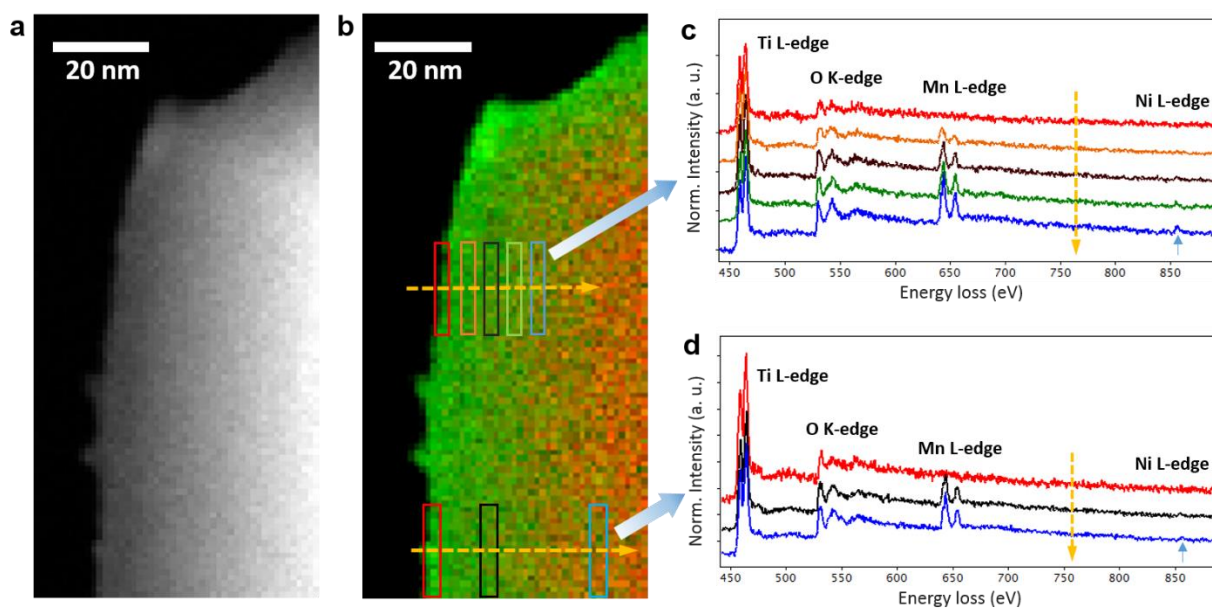 a
20 nm
b
20 nm
c
Ti L-edge
O K-edge
Mn L-edge
Ni L-edge
Norm. Intensity (a. u.)
450 500 550 600 650 700 750 800 850
Energy loss (eV)
d
Ti L-edge
O K-edge
Mn L-edge
Ni L-edge
Norm. Intensity (a. u.)
450 500 550 600 650 700 750 800 850
Energy loss (eV)